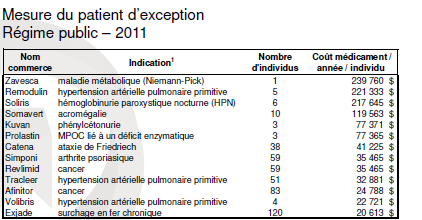 Mesure du patient d'exception
Régime public – 2011
Nom commerce Indication1 Nombre d'individus Coût médicament / année / individu
Zavesca maladie métabolique (Niemann-Pick) 1 239 760 $
Remodulin hypertension artérielle pulmonaire primitive 5 221 333 $
Soliris hémoglobinurie paroxystique nocturne (HPN) 6 217 645 $
Somavert acromégalie 10 119 563 $
Kuvan phénylcétonurie 3 77 371 $
Prolastin MPOC lié à un déficit enzymatique 3 77 365 $
Catena ataxie de Friedriech 38 41 225 $
Simponi arthrite psoriasique 59 35 465 $
Revlimid cancer 59 35 465 $
Tracleer hypertension artérielle pulmonaire primitive 51 32 881 $
Afinitor cancer 83 24 788 $
Volibris hypertension artérielle pulmonaire primitive 4 22 721 $
Exjade surchage en fer chronique 120 20 613 $